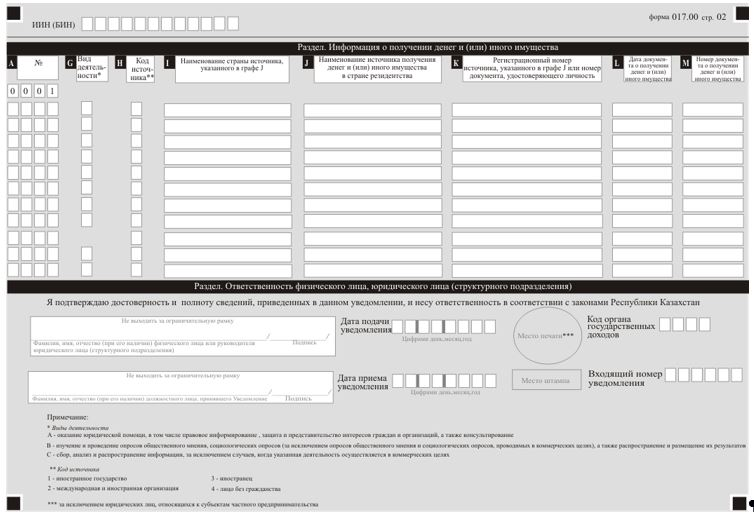 ИИН (БИН)
форма 017.00 стр. 02
Раздел. Информация о получении денег и (или) иного имущества
A № G Вид деятель-ности* H Код источ-ника** I Наименование страны источника, указанного в графе J J Наименование источника получения денег и (или) иного имущества в стране резидентства K Регистрационный номер источника, указанного в графе J или номер документа, удостоверяющего личность L Дата докумен-та о получении денег и (или) иного имущества M Номер докумен-та о получении денег и (или) иного имущества
0 0 0 1
Раздел. Ответственность физического лица, юридического лица (структурного подразделения)
Я подтверждаю достоверность и полноту сведений, приведенных в данном уведомлении, и несу ответственность в соответствии с законами Республики Казахстан
Не выходить за ограничительную рамку
Фамилия, имя, отчество (при его наличии) физического лица или руководителя
юридического лица (структурного подразделения)
Подпись
Дата подачи
уведомления
Цифрами день,месяц,год
Место печати***
Код органа
государственных
доходов
Не выходить за ограничительную рамку
Фамилия, имя, отчество (при его наличии) должностного лица, принявшего Уведомление
Подпись
Дата приема
уведомления
Цифрами день,месяц,год
Место штампа
Входящий номер
уведомления
Примечание:
* Виды деятельности
А - оказание юридической помощи, в том числе правовое информирование , защита и представительство интересов граждан и организаций, а также консультирование
В - изучение и проведение опросов общественного мнения, социологических опросов (за исключением опросов общественного мнения и социологических опросов, проводимых в коммерческих целях), а также распространение и размещение их результатов
С - сбор, анализ и распространение информации, за исключением случаев, когда указанная деятельность осуществляется в коммерческих целях
** Код источника
1 - иностранное государство 3 - иностранец
2 - международная и иностранная организация 4 - лица без гражданства
*** за исключением юридических лиц, относящихся к субъектам частного предпринимательства